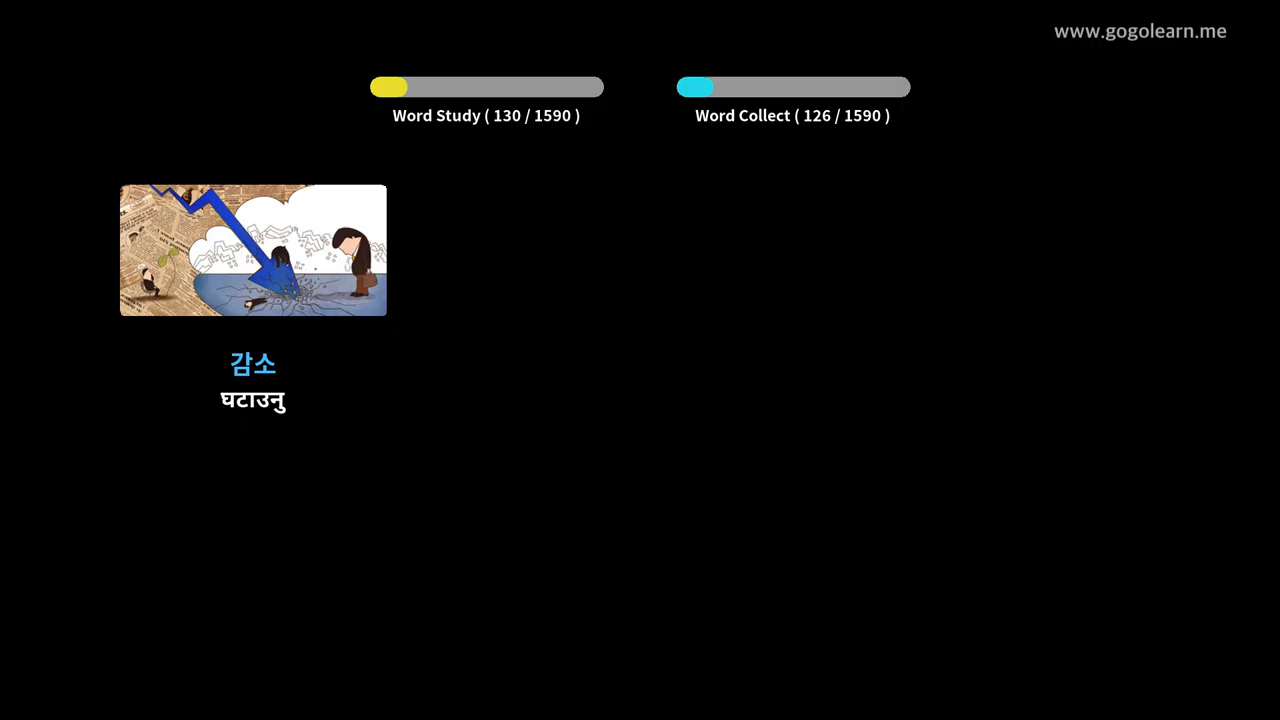 www.gogolearn.me
Word Study ( 130 / 1590 )
Word Collect ( 126 / 1590 )
감소
घटाउनु